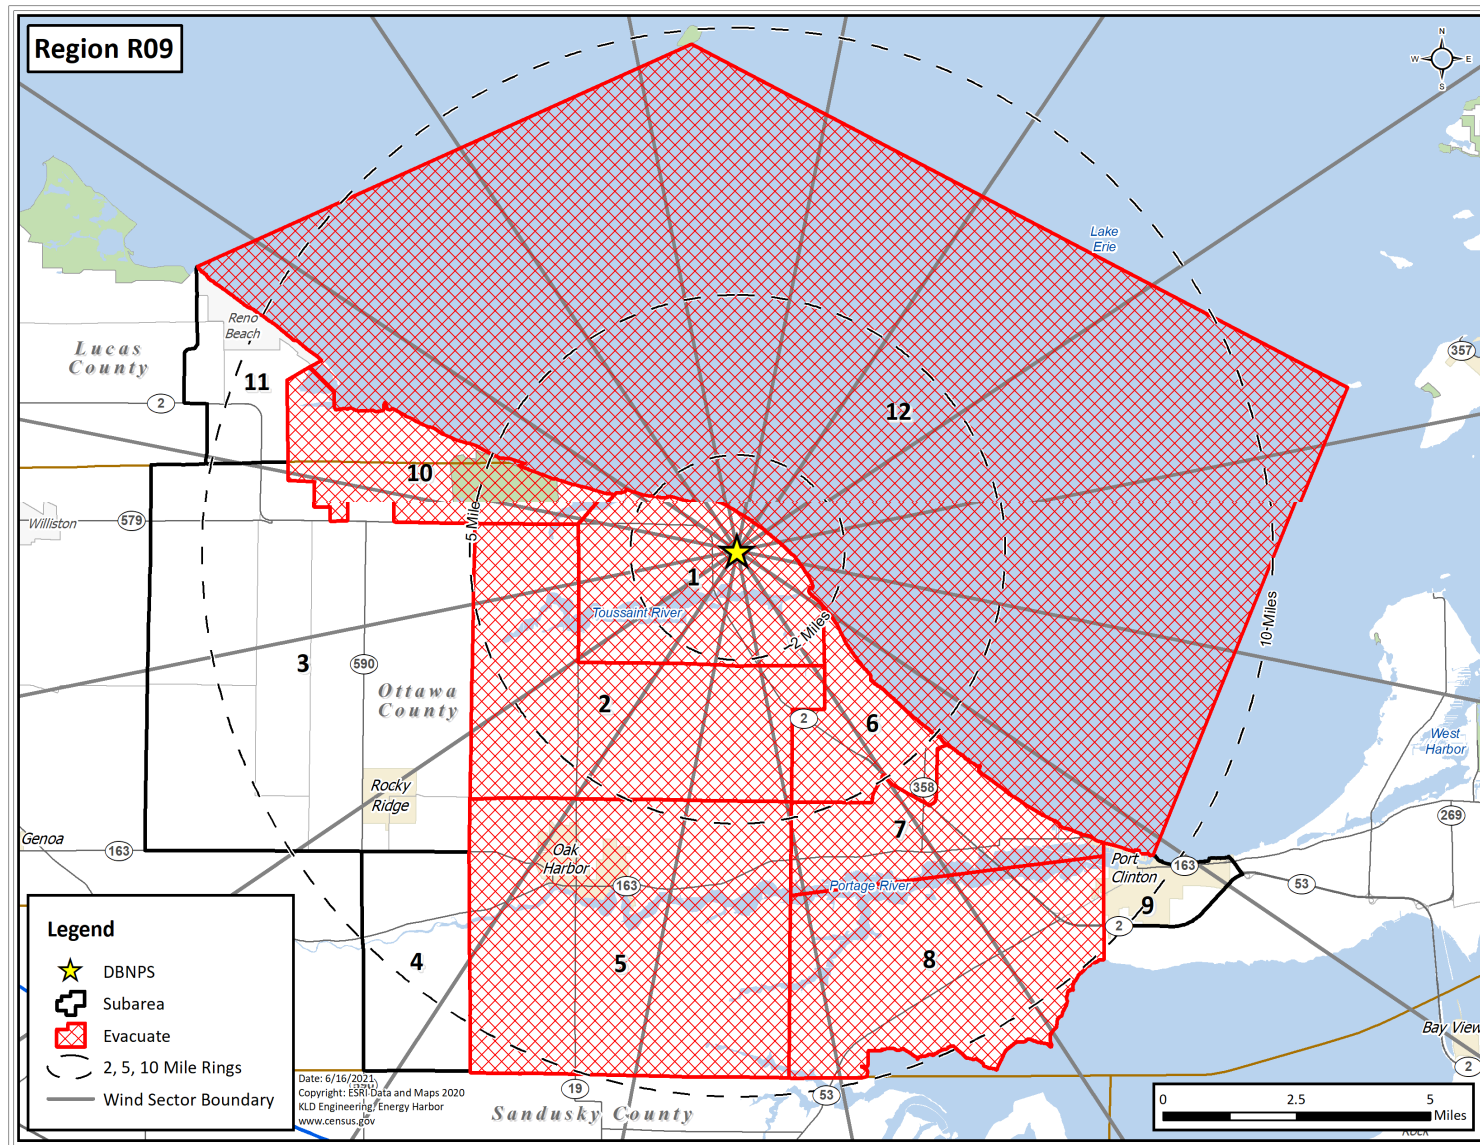 Region R09
N
W
E
S
Lake
Erie
Reno
Beach
Lucas
County
357
11
2
12
10
Williston
579
5 Mile
1
Toussaint River
2 Miles
10-Miles
3
590
Ottawa
County
2
2
6
West
Harbor
358
Rocky
Ridge
269
7
Genoa
163
Oak
Harbor
163
Portage River
Port
Clinton
163
53
9
2
4
5
8
Bay View
2
Legend
DBNPS
Subarea
Evacuate
2, 5, 10 Mile Rings
Wind Sector Boundary
Date: 6/16/2021
Copyright: ESRI Data and Maps 2020
KLD Engineering, Energy Harbor
www.census.gov
19
53
Sandusky County
0
2.5
5
Miles